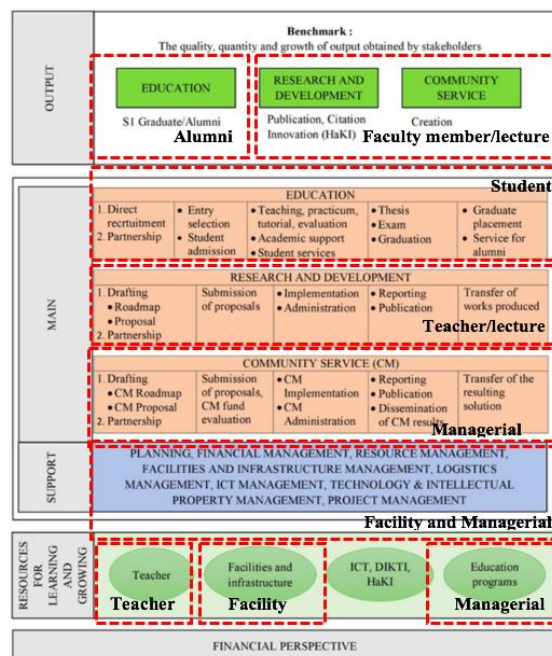 OUTPUT
Benchmark :
The quality, quantity and growth of output obtained by stakeholders
EDUCATION
S1 Graduate/Alumni
Alumni
RESEARCH AND
DEVELOPMENT
Publication, Citation
Innovation (HaKI)
COMMUNITY
SERVICE
Creation
Faculty member/lecture
Student
MAIN
EDUCATION
1. Direct
recrtuitment
2. Partnership
• Entry
selection
• Student
admission
• Teaching, practicum,
tutorial, evaluation
• Academic support
• Student services
• Thesis
• Exam
• Graduation
• Graduate
placement
• Service for
alumni
RESEARCH AND DEVELOPMENT
1. Drafting
• Roadmap
• Proposal
2. Partnership
Submission
of proposals
• Implementation
• Administration
• Reporting
• Publication
Transfer of
works produced
Teacher/lecture
COMMUNITY SERVICE (CM)
1. Drafting
• CM Roadmap
• CM Proposal
2. Partnership
Submission
of proposals,
CM fund
evaluation
• CM
Implementation
• CM
Administration
• Reporting
• Publication
• Dissemination
of CM results
Transfer of the
resulting
solution
Managerial
SUPPORT
PLANNING, FINANCIAL MANAGEMENT, RESOURCE MANAGEMENT,
FACILITIES AND INFRASTRUCTURE MANAGEMENT, LOGISTICS
MANAGEMENT, ICT MANAGEMENT, TECHNOLOGY & INTELLECTUAL
PROPERTY MANAGEMENT, PROJECT MANAGEMENT
Facility and Managerial
RESOURCES
FOR
LEARNING
AND
GROWING
Teacher
Teacher
Facilities and
infrastructure
Facility
ICT, DIKTI,
HaKI
Education
programs
Managerial
FINANCIAL PERSPECTIVE